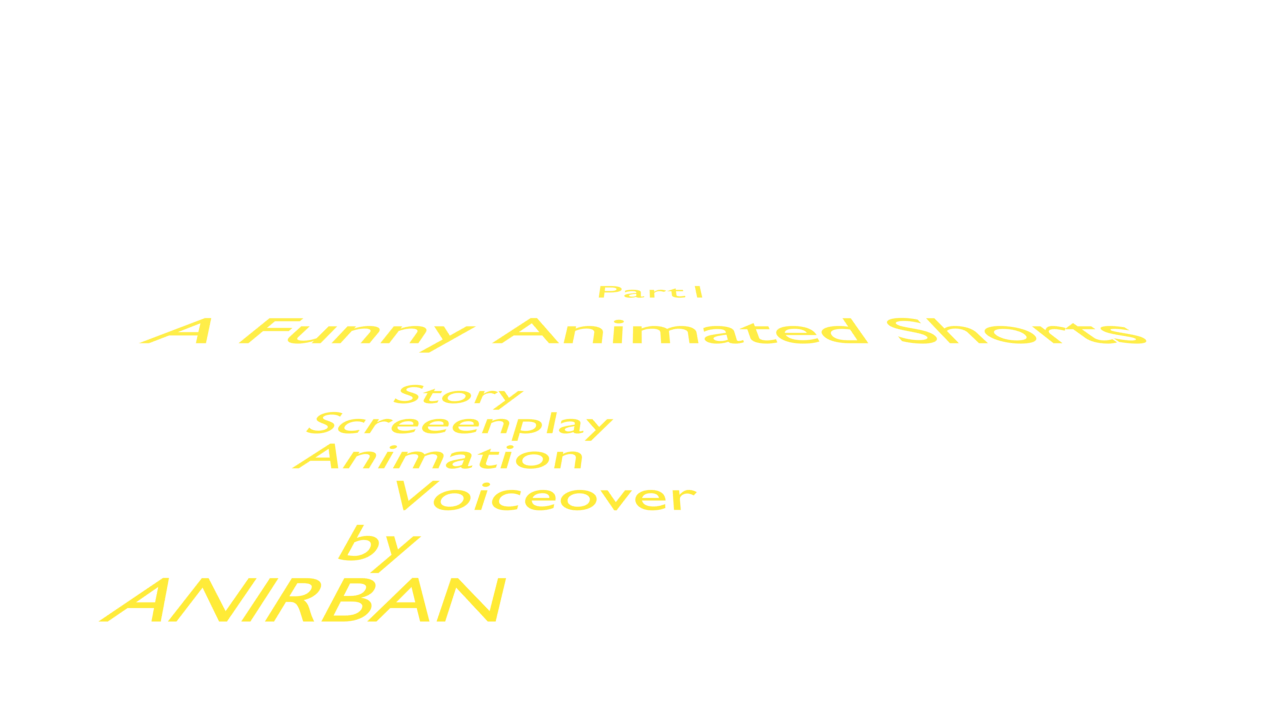 Part I
A Funny Animated Shorts
Story
Screeenplay
Animation
Voiceover
by
ANIRBAN